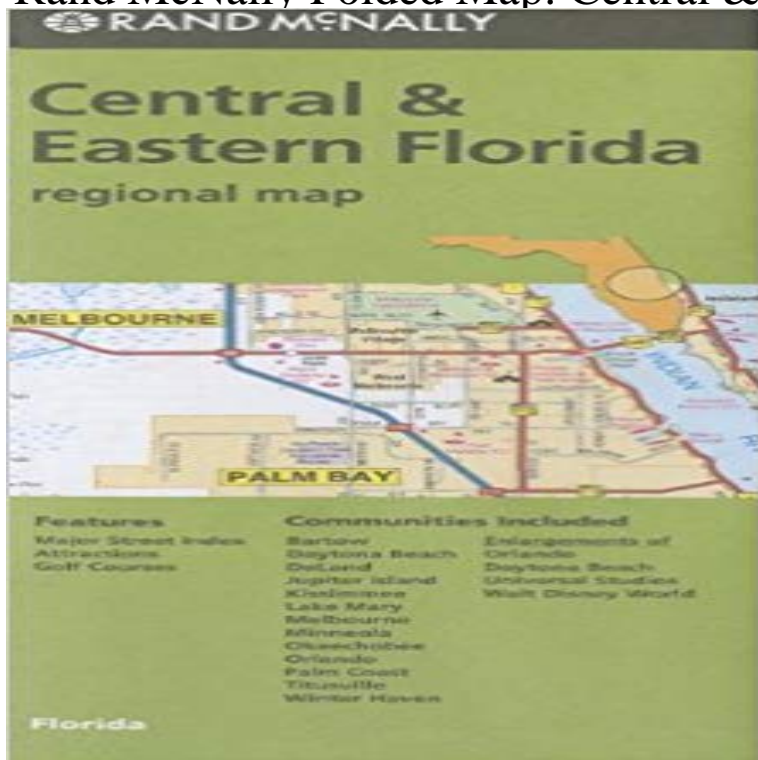 Rand McNally Folded Map: Central &
RAND McNALLY
Central &
Eastern Florida
regional map
MELBOURNE
INDIAN
PALM BAY
Features
Major Street Index
Attractions
Golf Courses
Communities Included
Bartow
Daytona Beach
DeLand
Jupiter Island
Kissimmee
Lake Mary
Melbourne
Minneola
Okeechobee
Orlando
Palm Coast
Titusville
Winter Haven
Enlargements of
Orlando
Daytona Beach
Universal Studios
Walt Disney World
Florida